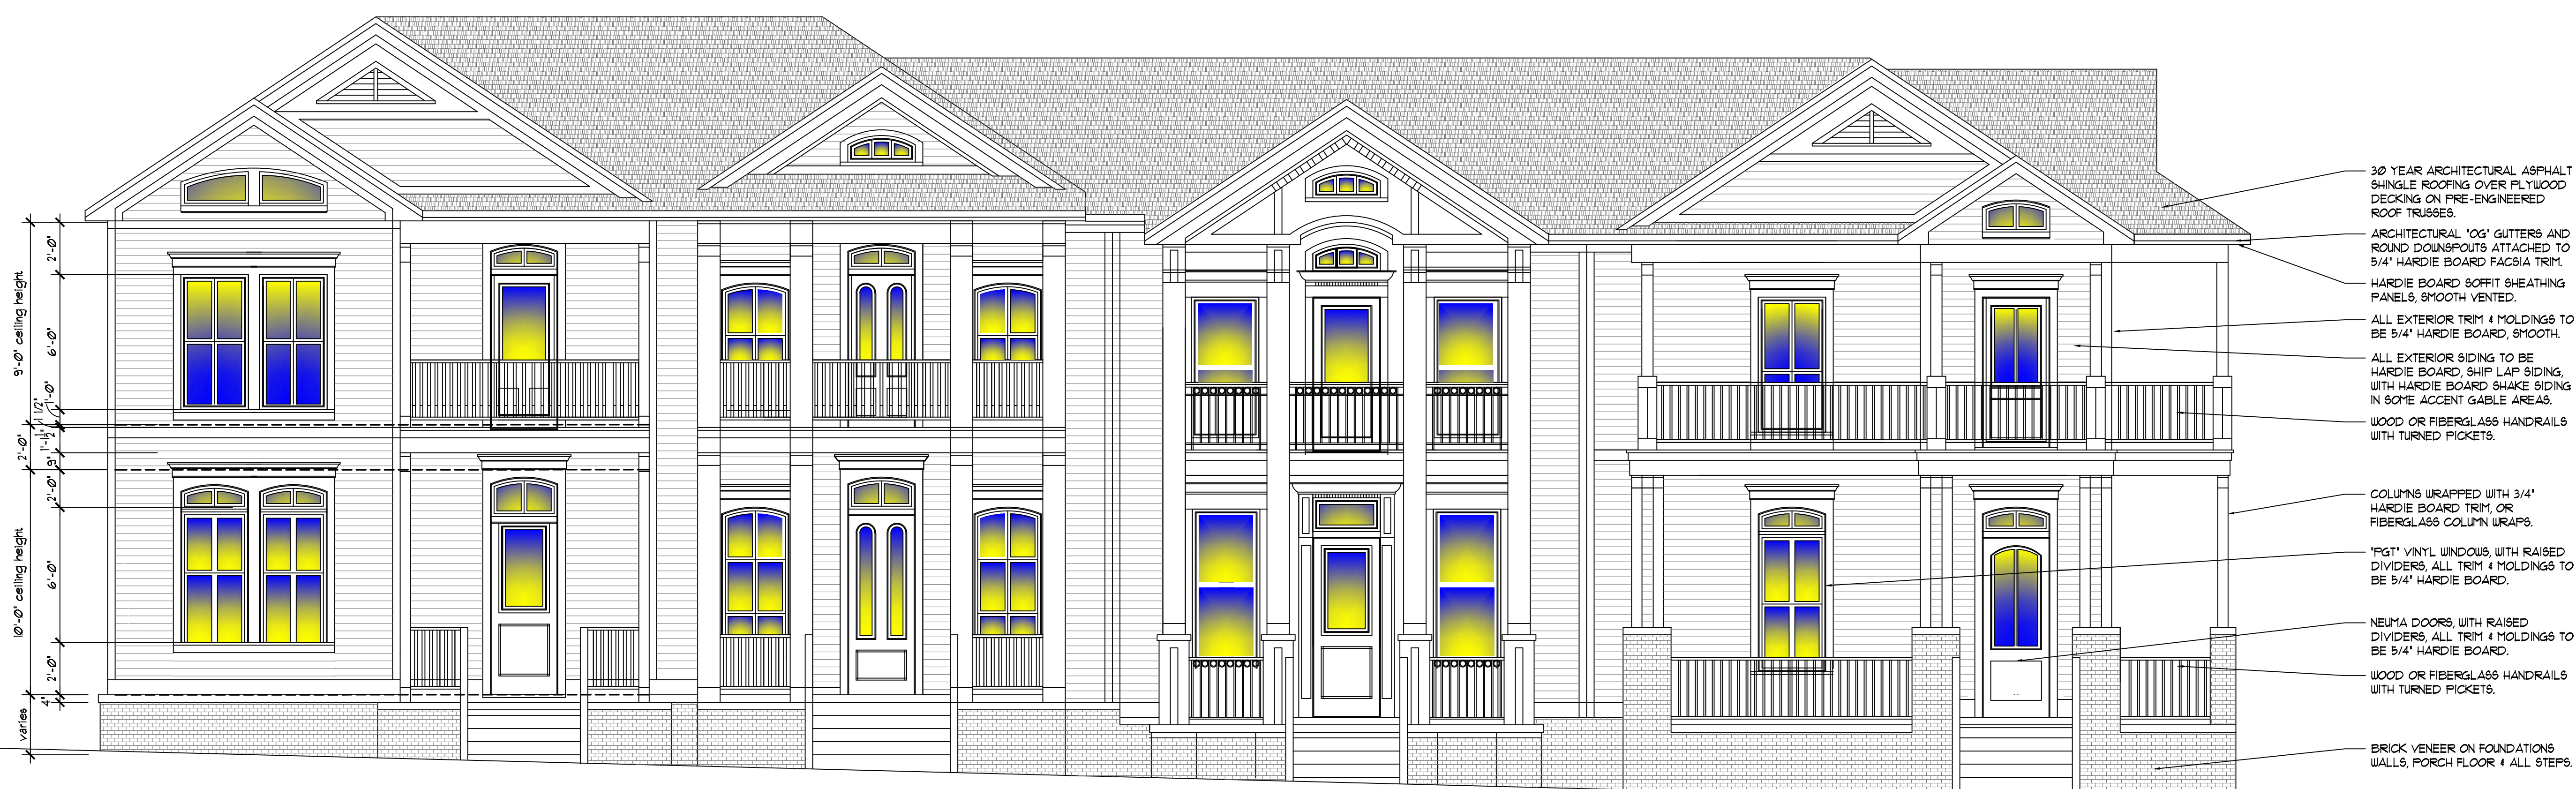 2'-0"
9'-0" ceiling height
6'-0"
1'-0"
1 1/2"
2'-0"
1'-1 1/2"
9"
2'-0"
10'-0" ceiling height
6'-0"
2'-0"
4"
varies
30 YEAR ARCHITECTURAL ASPHALT
SHINGLE ROOFING OVER PLYWOOD
DECKING ON PRE-ENGINEERED
ROOF TRUSSES.
ARCHITECTURAL "OG" GUTTERS AND
ROUND DOWNSPOUTS ATTACHED TO
5/4" HARDIE BOARD FACSIA TRIM.
HARDIE BOARD SOFFIT SHEATHING
PANELS, SMOOTH VENTED.
ALL EXTERIOR TRIM & MOLDINGS TO
BE 5/4" HARDIE BOARD, SMOOTH.
ALL EXTERIOR SIDING TO BE
HARDIE BOARD, SHIP LAP SIDING,
WITH HARDIE BOARD SHAKE SIDING
IN SOME ACCENT GABLE AREAS.
WOOD OR FIBERGLASS HANDRAILS
WITH TURNED PICKETS.
COLUMNS WRAPPED WITH 3/4"
HARDIE BOARD TRIM, OR
FIBERGLASS COLUMN WRAPS.
"PGT" VINYL WINDOWS, WITH RAISED
DIVIDERS, ALL TRIM & MOLDINGS TO
BE 5/4" HARDIE BOARD.
NEUMA DOORS, WITH RAISED
DIVIDERS, ALL TRIM & MOLDINGS TO
BE 5/4" HARDIE BOARD.
WOOD OR FIBERGLASS HANDRAILS
WITH TURNED PICKETS.
BRICK VENEER ON FOUNDATIONS
WALLS, PORCH FLOOR & ALL STEPS.